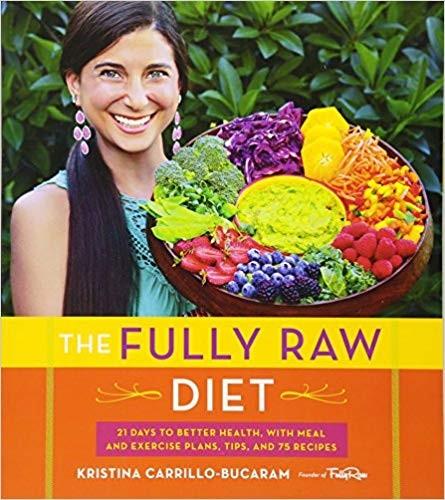 THE FULLY RAW
DIET
21 DAYS TO BETTER HEALTH, WITH MEAL
AND EXERCISE PLANS, TIPS, AND 75 RECIPES
KRISTINA CARRILLO-BUCARAM Founder of FullyRaw